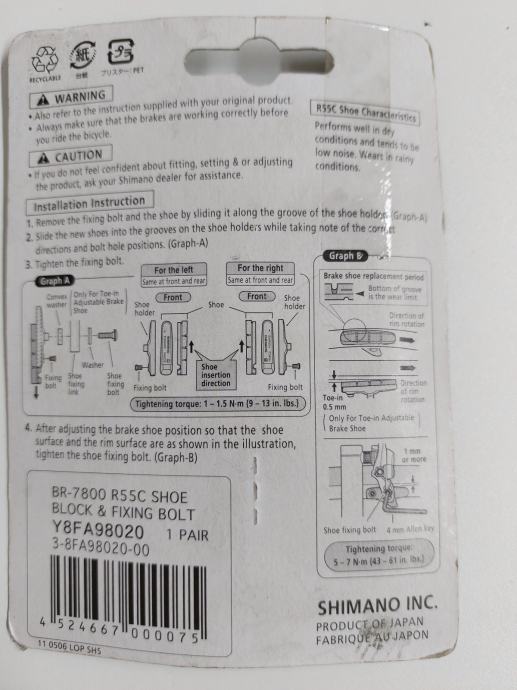 RECYCLABLE
紙
台紙
プラ
ブリスター:PET
WARNING
• Also refer to the instruction supplied with your original product.
• Always make sure that the brakes are working correctly before
you ride the bicycle.
CAUTION
• If you do not feel confident about fitting, setting & or adjusting
the product, ask your Shimano dealer for assistance.
R55C Shoe Characteristics
Performs well in dry
conditions and tends to be
low noise. Wears in rainy
conditions.
Installation Instruction
1. Remove the fixing bolt and the shoe by sliding it along the groove of the shoe holder. (Graph-A)
2. Slide the new shoes into the grooves on the shoe holders while taking note of the correct
directions and bolt hole positions. (Graph-A)
3. Tighten the fixing bolt.
Graph A
Convex
washer
Only For Toe-in
Adjustable Brake
Shoe
Washer
Fixing
bolt
Shoe
fixing
link
Shoe
fixing
bolt
For the left
Same at front and rear
Front
For the right
Same at front and rear
Front
Shoe
holder
Shoe
Shoe
holder
Shoe
insertion
direction
Fixing bolt
Fixing bolt
Tightening torque: 1 – 1.5 N·m (9 – 13 in. lbs.)
Graph B
Brake shoe replacement period
Bottom of groove
is the wear limit
Direction of
rim rotation
Toe-in
0.5 mm
Direction
of rim
rotation
Only For Toe-in Adjustable
Brake Shoe
1 mm
or more
Shoe fixing bolt
4 mm Allen key
Tightening torque:
5 – 7 N·m (43 – 61 in. lbs.)
4. After adjusting the brake shoe position so that the shoe
surface and the rim surface are as shown in the illustration,
tighten the shoe fixing bolt. (Graph-B)
BR-7800 R55C SHOE
BLOCK & FIXING BOLT
Y8FA98020 1 PAIR
3-8FA98020-00
4 524667 000075
11 0506 LOP SHS
SHIMANO INC.
PRODUCT OF JAPAN
FABRIQUE AU JAPON